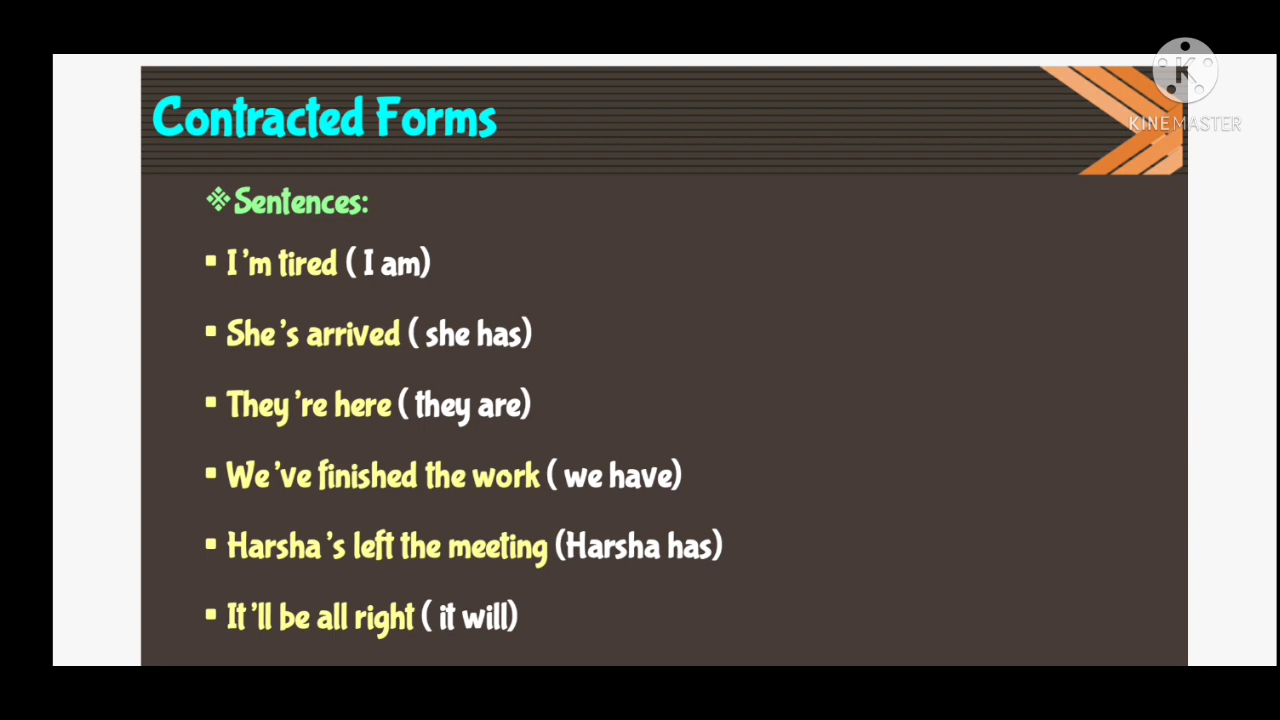 Contracted Forms
KINEMASTER
❖Sentences:
▪ I 'm tired ( I am)
▪ She 's arrived ( she has)
▪ They 're here ( they are)
▪ We 've finished the work ( we have)
▪ Harsha 's left the meeting (Harsha has)
▪ It 'll be all right ( it will)